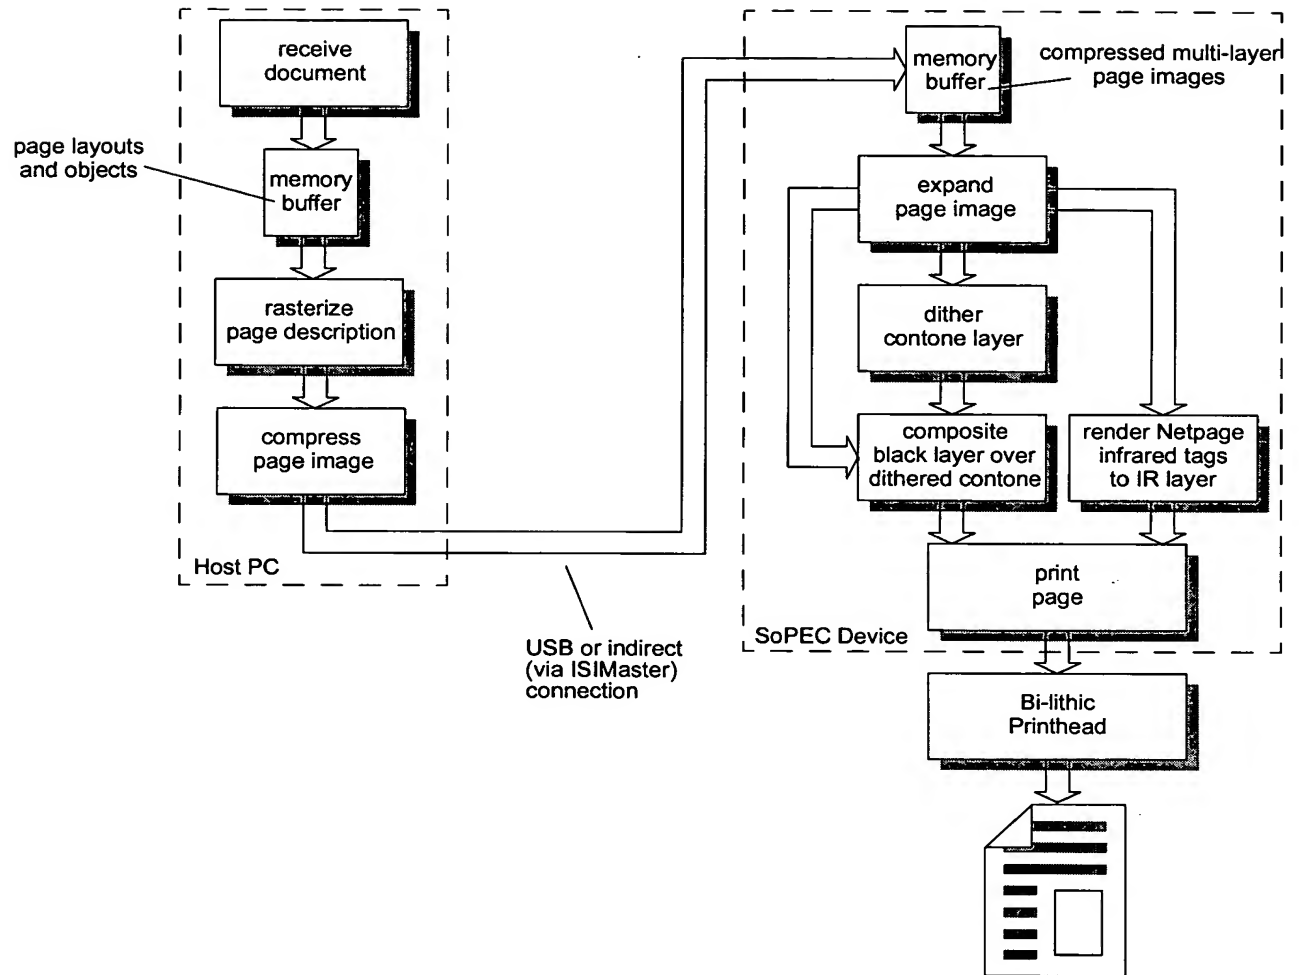 receive
document
page layouts
and objects
memory
buffer
rasterize
page description
compress
page image
Host PC
USB or indirect
(via ISIMaster)
connection
memory
buffer
compressed multi-layer
page images
expand
page image
dither
contone layer
composite
black layer over
dithered contone
render Netpage
infrared tags
to IR layer
print
page
SoPEC Device
Bi-lithic
Printhead